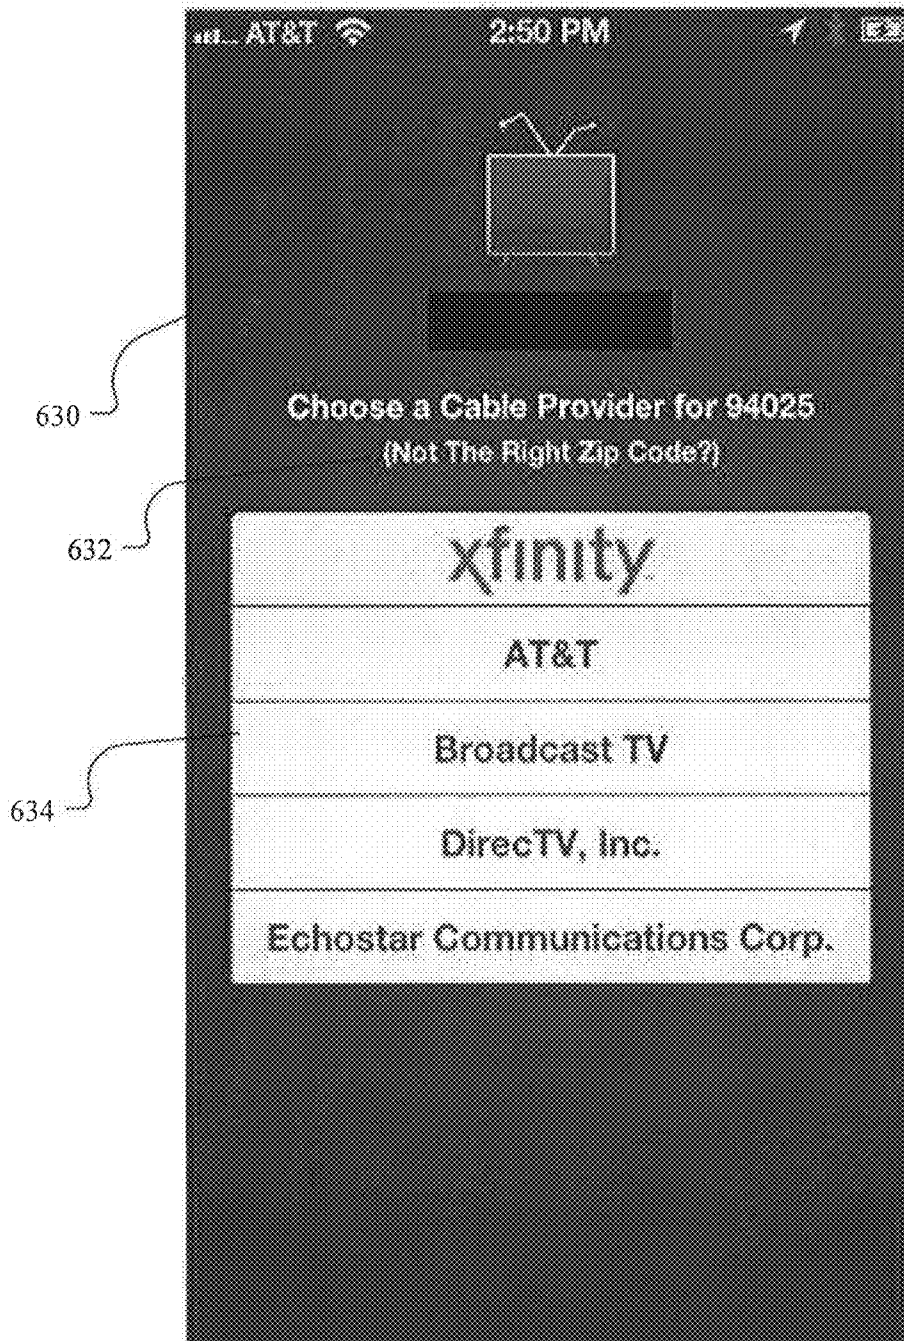 AT&T 2:50 PM
630
Choose a Cable Provider for 94025
(Not The Right Zip Code?)
632
xfinity
AT&T
Broadcast TV
634
DirecTV, Inc.
Echostar Communications Corp.